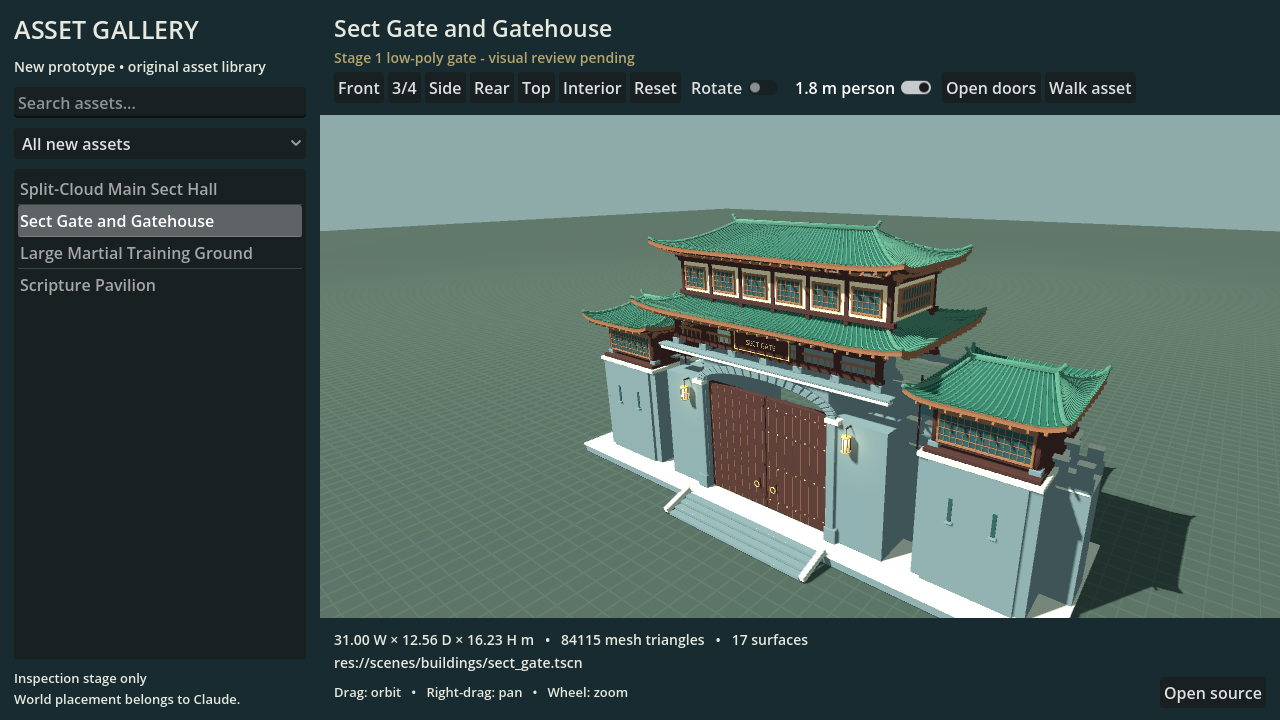 ASSET GALLERY
New prototype • original asset library
Search assets...
All new assets
Split-Cloud Main Sect Hall
Sect Gate and Gatehouse
Large Martial Training Ground
Scripture Pavilion
Inspection stage only
World placement belongs to Claude.
Sect Gate and Gatehouse
Stage 1 low-poly gate - visual review pending
Front 3/4 Side Rear Top Interior Reset Rotate 1.8 m person Open doors Walk asset
SECT GATE
31.00 W × 12.56 D × 16.23 H m • 84115 mesh triangles • 17 surfaces
res://scenes/buildings/sect_gate.tscn
Drag: orbit • Right-drag: pan • Wheel: zoom
Open source